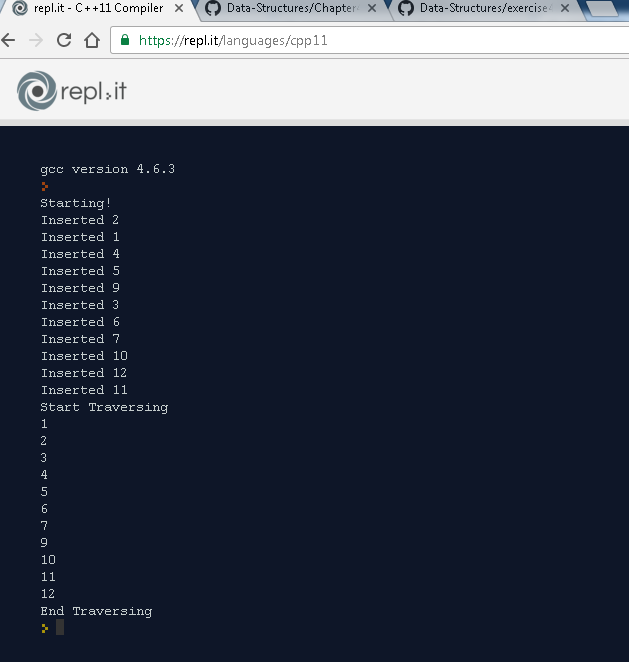 repl.it - C++11 Compiler
Data-Structures/Chapter
Data-Structures/exercise
https://repl.it/languages/cpp11
repl.it
gcc version 4.6.3
>
Starting!
Inserted 2
Inserted 1
Inserted 4
Inserted 5
Inserted 9
Inserted 3
Inserted 6
Inserted 7
Inserted 10
Inserted 12
Inserted 11
Start Traversing
1
2
3
4
5
6
7
9
10
11
12
End Traversing
>